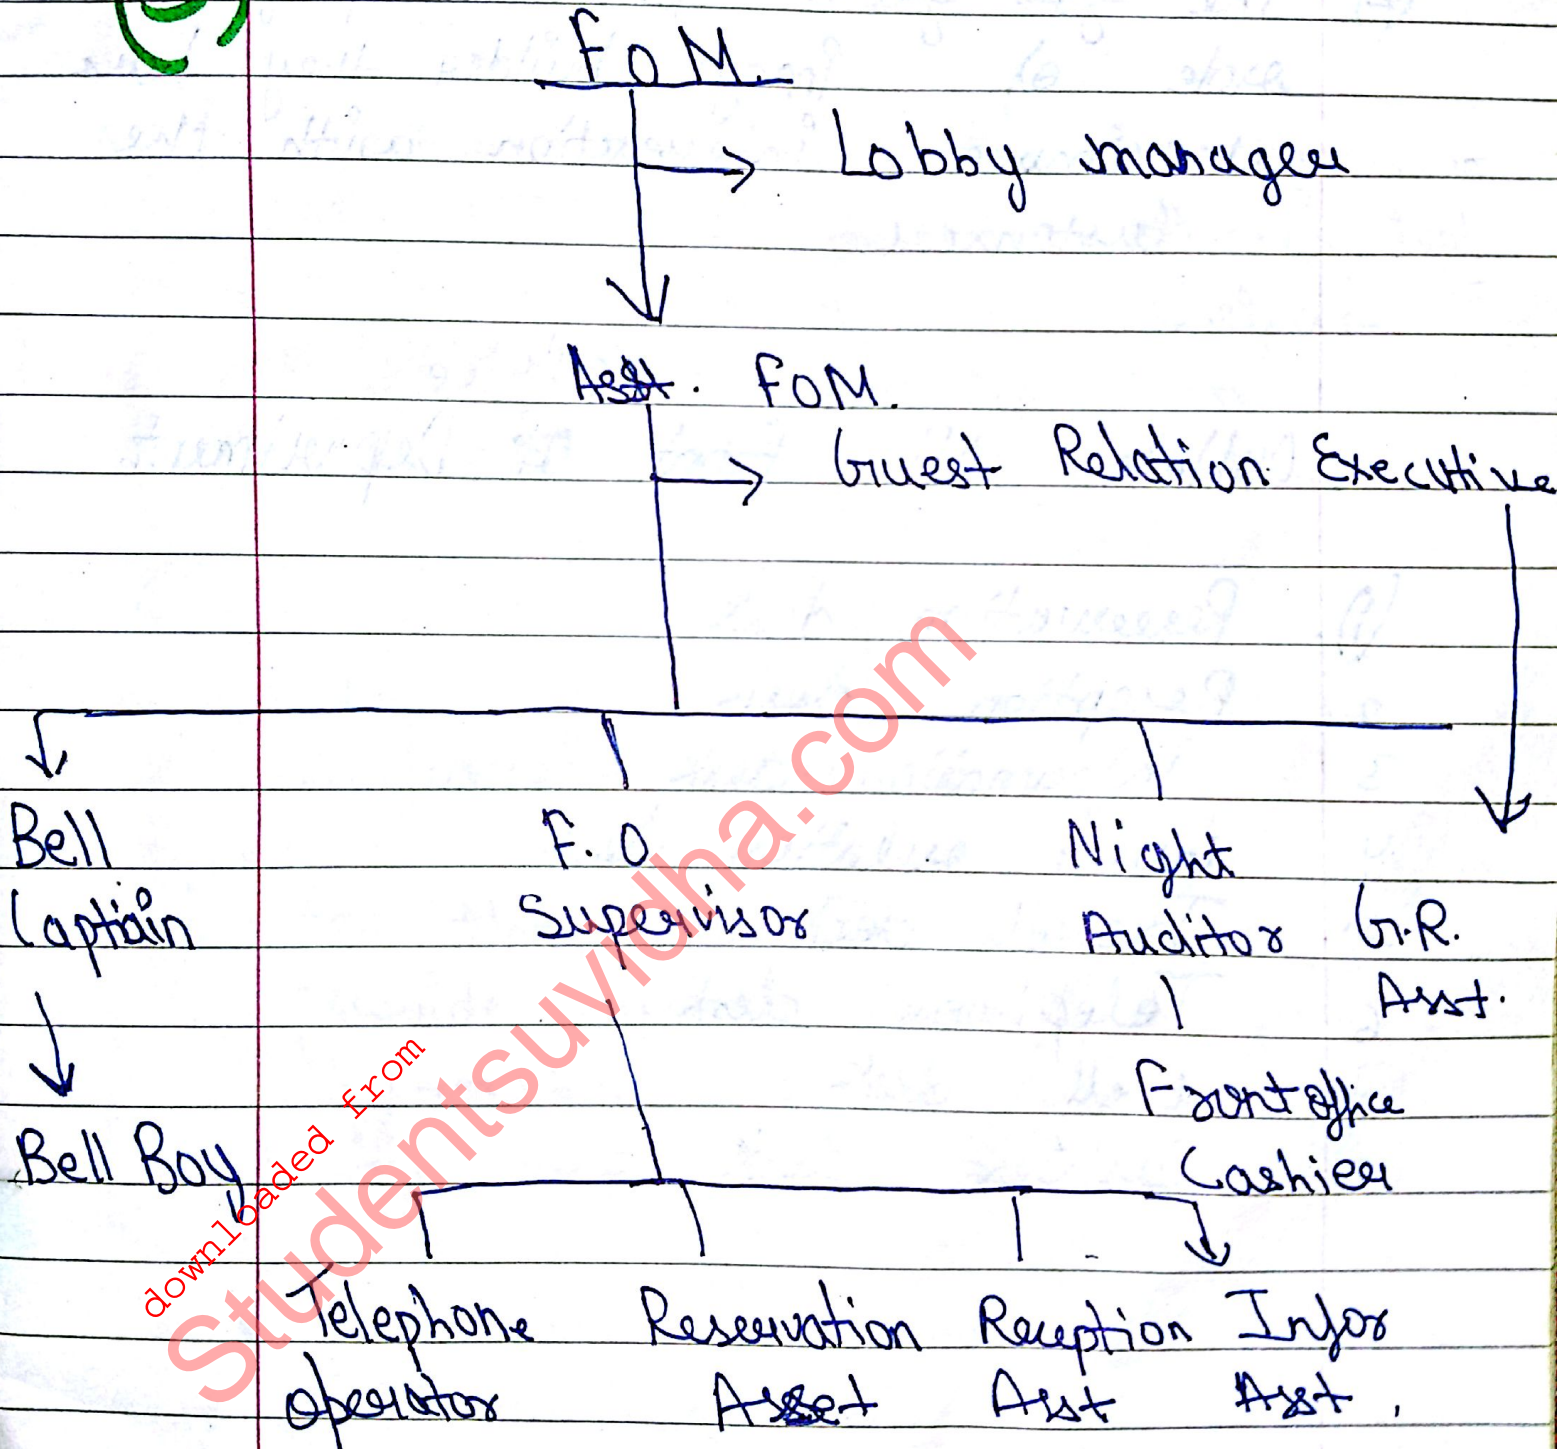 FOM.
Lobby manager
Asst. FOM.
Guest Relation Executive
Bell F.O Night
Captiain Supervisor Auditor G.R.
Asst.
Front office
Bell Boy Cashier
Telephone Reservation Reception Infor
operator Asset Asst Asst.
downloaded from
Studentsuvidha.com